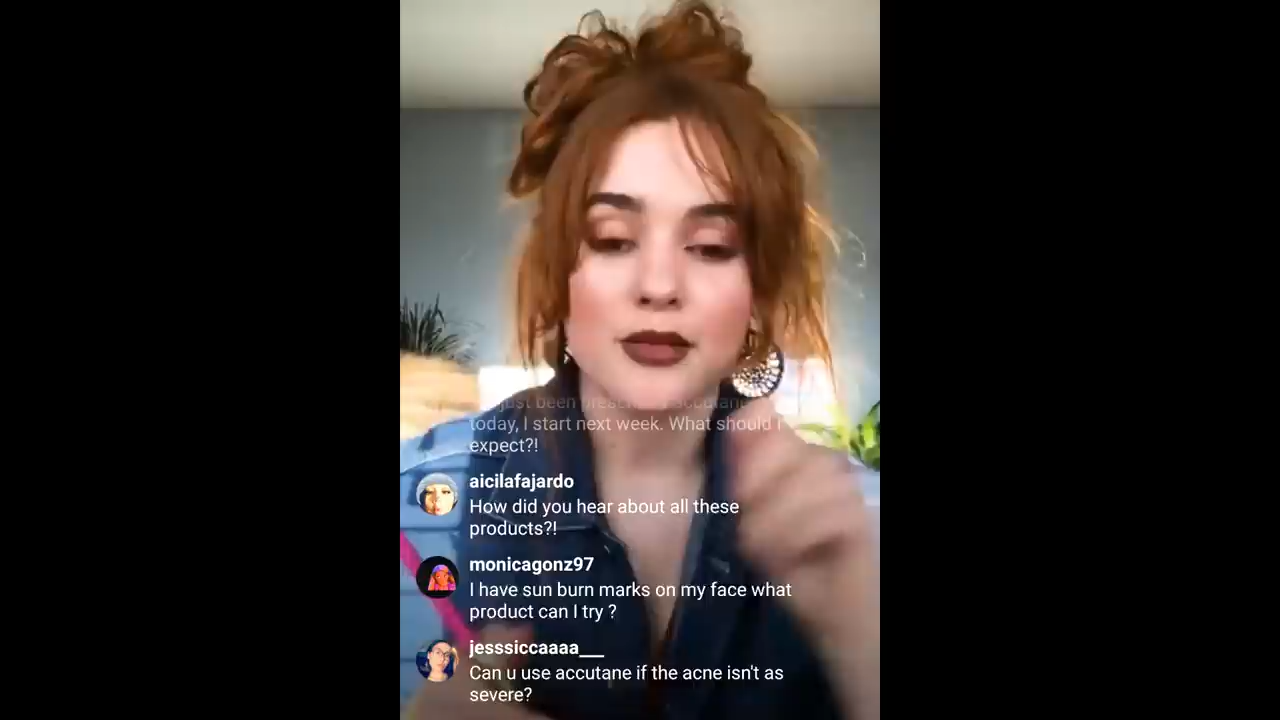 just been
today, I start next week. What should I
expect?!
aicilafajardo
How did you hear about all these
products?!
monicagonz97
I have sun burn marks on my face what
product can I try ?
jesssiccaaaa___
Can u use accutane if the acne isn't as
severe?